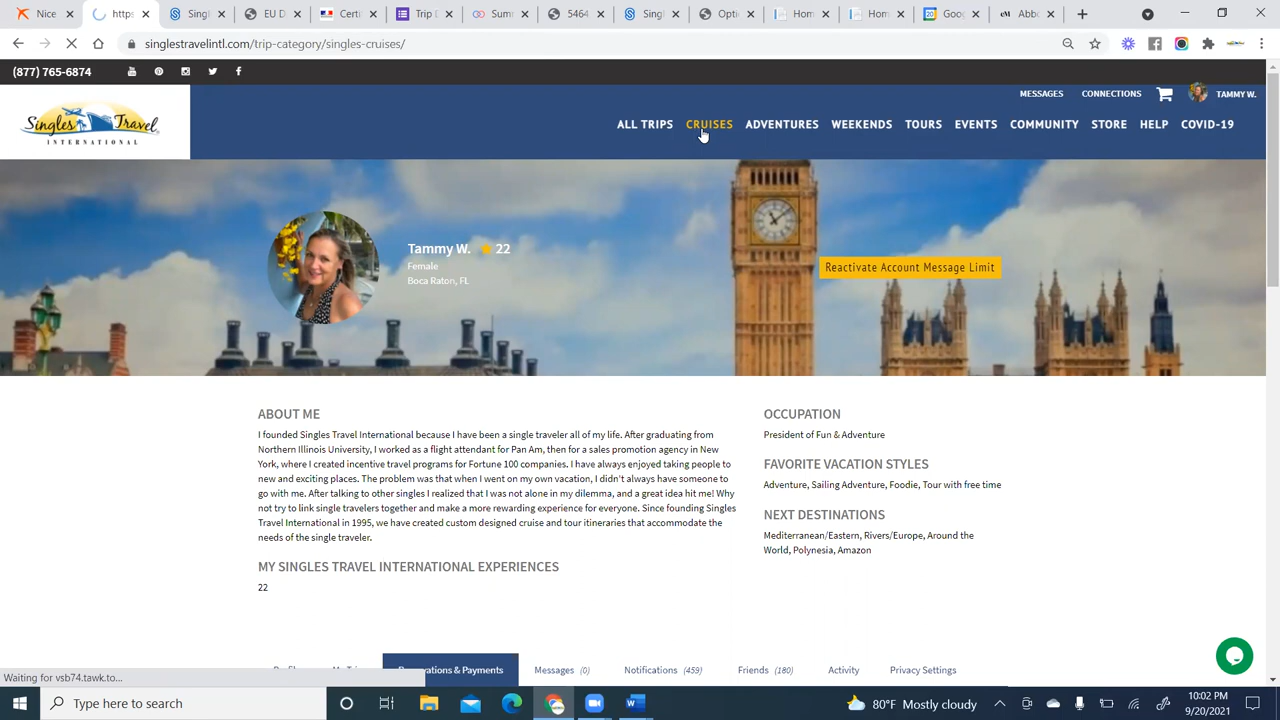 Nice
https
Singl
EU D
Certi
Trip D
Sumr
5464
Singl
Optio
Hom
Hom
Goog
Abbo
singlestravelintl.com/trip-category/singles-cruises/
(877) 765-6874
MESSAGES CONNECTIONS TAMMY W.
Singles Travel
INTERNATIONAL
ALL TRIPS CRUISES ADVENTURES WEEKENDS TOURS EVENTS COMMUNITY STORE HELP COVID-19
Tammy W. 22
Female
Boca Raton, FL
Reactivate Account Message Limit
ABOUT ME
I founded Singles Travel International because I have been a single traveler all of my life. After graduating from
Northern Illinois University, I worked as a flight attendant for Pan Am, then for a sales promotion agency in New
York, where I created incentive travel programs for Fortune 100 companies. I have always enjoyed taking people to
new and exciting places. The problem was that when I went on my own vacation, I didn't always have someone to
go with me. After talking to other singles I realized that I was not alone in my dilemma, and a great idea hit me! Why
not try to link single travelers together and make a more rewarding experience for everyone. Since founding Singles
Travel International in 1995, we have created custom designed cruise and tour itineraries that accommodate the
needs of the single traveler.
MY SINGLES TRAVEL INTERNATIONAL EXPERIENCES
22
OCCUPATION
President of Fun & Adventure
FAVORITE VACATION STYLES
Adventure, Sailing Adventure, Foodie, Tour with free time
NEXT DESTINATIONS
Mediterranean/Eastern, Rivers/Europe, Around the
World, Polynesia, Amazon
Messages (0) Notifications (459) Friends (180) Activity Privacy Settings
Waiting for vsb74.tawk.to...
Type here to search
80°F Mostly cloudy
10:02 PM
9/20/2021